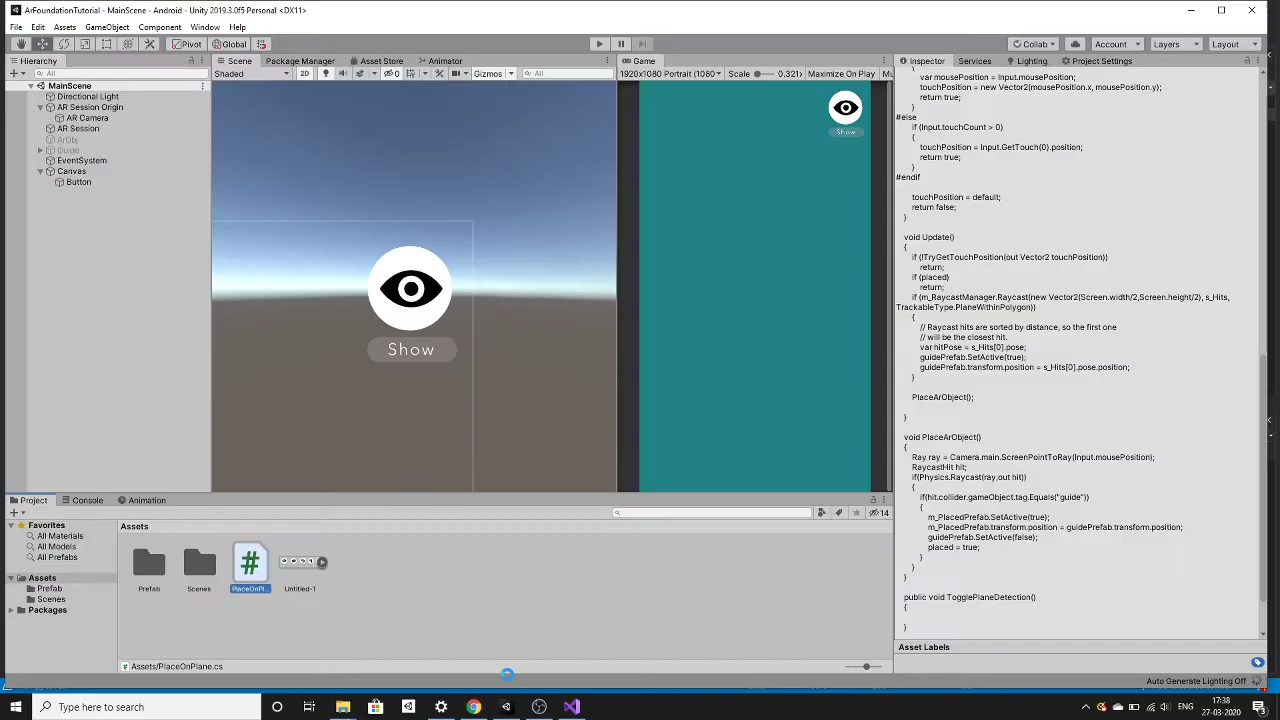 ArFoundationTutorial - MainScene - Android - Unity 2019.3.0f5 Personal <DX11>
File Edit Assets GameObject Component Window Help
Pivot Global Collab Account Layers Layout
Hierarchy Scene Package Manager Asset Store Animator Game Inspector Services Lighting Project Settings
All Shaded 2D 0 Gizmos All 1920x1080 Portrait (1080 Scale 0.321 Maximize On Play Mu
MainScene
Directional Light
AR Session Origin
AR Camera
AR Session
ArObj
Guide
EventSystem
Canvas
Button
Show
Show
var mousePosition = Input.mousePosition;
touchPosition = new Vector2(mousePosition.x, mousePosition.y);
return true;
}
#else
if (Input.touchCount > 0)
{
touchPosition = Input.GetTouch(0).position;
return true;
}
#endif
touchPosition = default;
return false;
}
void Update()
{
if (!TryGetTouchPosition(out Vector2 touchPosition))
return;
if (placed)
return;
if (m_RaycastManager.Raycast(new Vector2(Screen.width/2,Screen.height/2), s_Hits,
TrackableType.PlaneWithinPolygon))
{
// Raycast hits are sorted by distance, so the first one
// will be the closest hit.
var hitPose = s_Hits[0].pose;
guidePrefab.SetActive(true);
guidePrefab.transform.position = s_Hits[0].pose.position;
}
PlaceArObject();
}
void PlaceArObject()
{
Ray ray = Camera.main.ScreenPointToRay(Input.mousePosition);
RaycastHit hit;
if(Physics.Raycast(ray,out hit))
{
if(hit.collider.gameObject.tag.Equals("guide"))
{
m_PlacedPrefab.SetActive(true);
m_PlacedPrefab.transform.position = guidePrefab.transform.position;
guidePrefab.SetActive(false);
placed = true;
}
}
}
public void TogglePlaneDetection()
{
}
Asset Labels
Project Console Animation
14
Favorites
All Materials
All Models
All Prefabs
Assets
Prefab
Scenes
Packages
Assets
Prefab Scenes PlaceOnPl... Untitled-1
Assets/PlaceOnPlane.cs
Auto Generate Lighting Off
Type here to search
ENG
17:38
27-03-2020
3